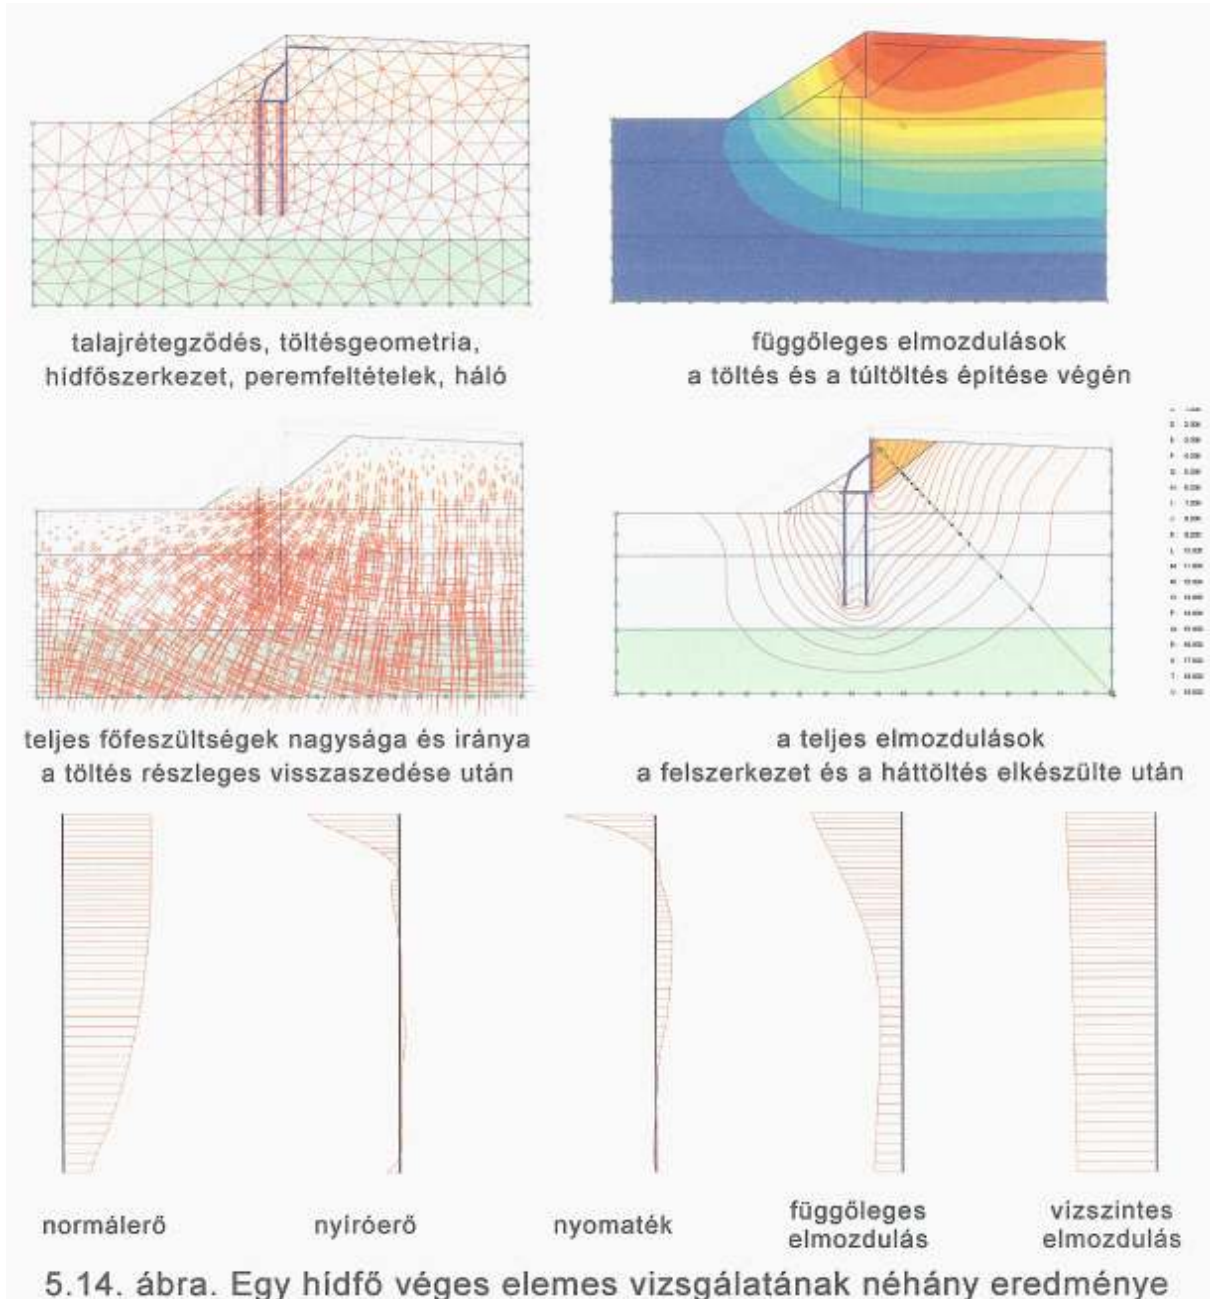 talajrétegződés, töltésgeometria,
hídfőszerkezet, peremfeltételek, háló
függőleges elmozdulások
a töltés és a túltöltés építése végén
teljes főfeszültségek nagysága és iránya
a töltés részleges visszaszedése után
a teljes elmozdulások
a felszerkezet és a háttöltés elkészülte után
normálerő
nyíróerő
nyomaték
függőleges
elmozdulás
vízszintes
elmozdulás
5.14. ábra. Egy hídfő véges elemes vizsgálatának néhány eredménye